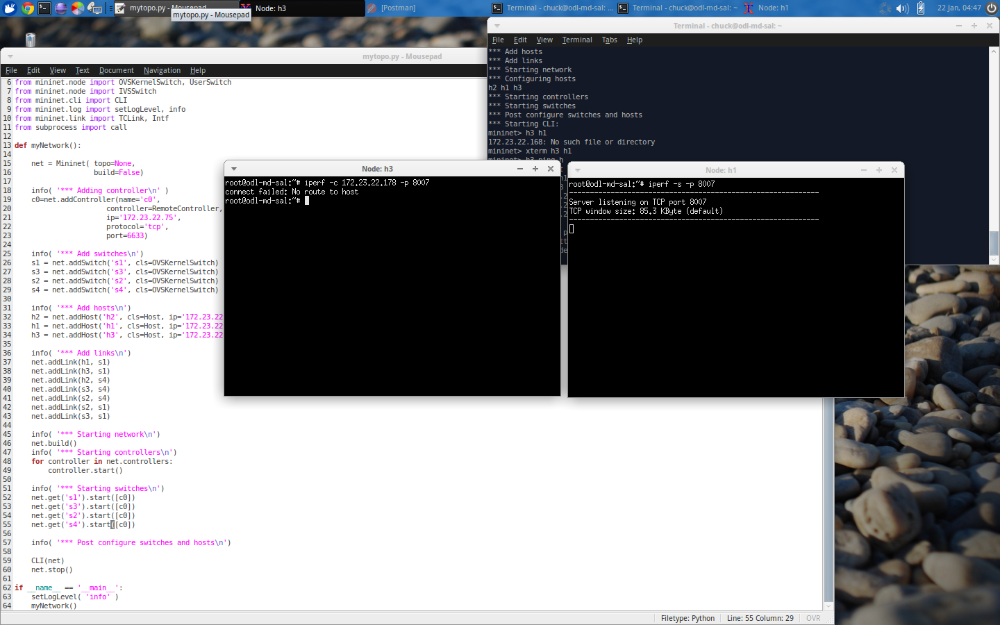 mytopo.py - Mousepad
Node: h3
[Postman]
Terminal - chuck@odl-md-sal: ...
Terminal - chuck@odl-md-sal: ~
Node: h1
22 Jan, 04:47
mytopo.py - Mousepad
Terminal - chuck@odl-md-sal: ~
File Edit View Terminal Tabs Help
*** Add hosts
*** Add links
*** Starting network
*** Configuring hosts
h2 h1 h3
*** Starting controllers
*** Starting switches
*** Post configure switches and hosts
*** Starting CLI:
mininet> h3 h1
172.23.22.168: No such file or directory
mininet> xterm h3 h1
mytopo.py - Mousepad
File Edit View Text Document Navigation Help
6 from mininet.node import OVSKernelSwitch, UserSwitch
7 from mininet.node import IVSSwitch
8 from mininet.cli import CLI
9 from mininet.log import setLogLevel, info
10 from mininet.link import TCLink, Intf
11 from subprocess import call
12
13 def myNetwork():
14
15 net = Mininet( topo=None,
16 build=False)
17
18 info( '*** Adding controller\n' )
19 c0=net.addController(name='c0',
20 controller=RemoteController,
21 ip='172.23.22.75',
22 protocol='tcp',
23 port=6633)
24
25 info( '*** Add switches\n')
26 s1 = net.addSwitch('s1', cls=OVSKernelSwitch)
27 s3 = net.addSwitch('s3', cls=OVSKernelSwitch)
28 s2 = net.addSwitch('s2', cls=OVSKernelSwitch)
29 s4 = net.addSwitch('s4', cls=OVSKernelSwitch)
30
31 info( '*** Add hosts\n')
32 h2 = net.addHost('h2', cls=Host, ip='172.23.22
33 h1 = net.addHost('h1', cls=Host, ip='172.23.22
34 h3 = net.addHost('h3', cls=Host, ip='172.23.22
35
36 info( '*** Add links\n')
37 net.addLink(h1, s1)
38 net.addLink(h3, s1)
39 net.addLink(h2, s4)
40 net.addLink(s3, s4)
41 net.addLink(s2, s4)
42 net.addLink(s2, s1)
43 net.addLink(s3, s1)
44
45 info( '*** Starting network\n')
46 net.build()
47 info( '*** Starting controllers\n')
48 for controller in net.controllers:
49 controller.start()
50
51 info( '*** Starting switches\n')
52 net.get('s1').start([c0])
53 net.get('s3').start([c0])
54 net.get('s2').start([c0])
55 net.get('s4').start([c0])
56
57 info( '*** Post configure switches and hosts\n')
58
59 CLI(net)
60 net.stop()
61
62 if __name__ == '__main__':
63 setLogLevel( 'info' )
64 myNetwork()
Filetype: Python
Line: 55 Column: 29
OVR
Node: h3
root@odl-md-sal:~# iperf -c 172.23.22.178 -p 8007
connect failed: No route to host
root@odl-md-sal:~#
Node: h1
root@odl-md-sal:~# iperf -s -p 8007
------------------------------------------------------------
Server listening on TCP port 8007
TCP window size: 85.3 KByte (default)
------------------------------------------------------------